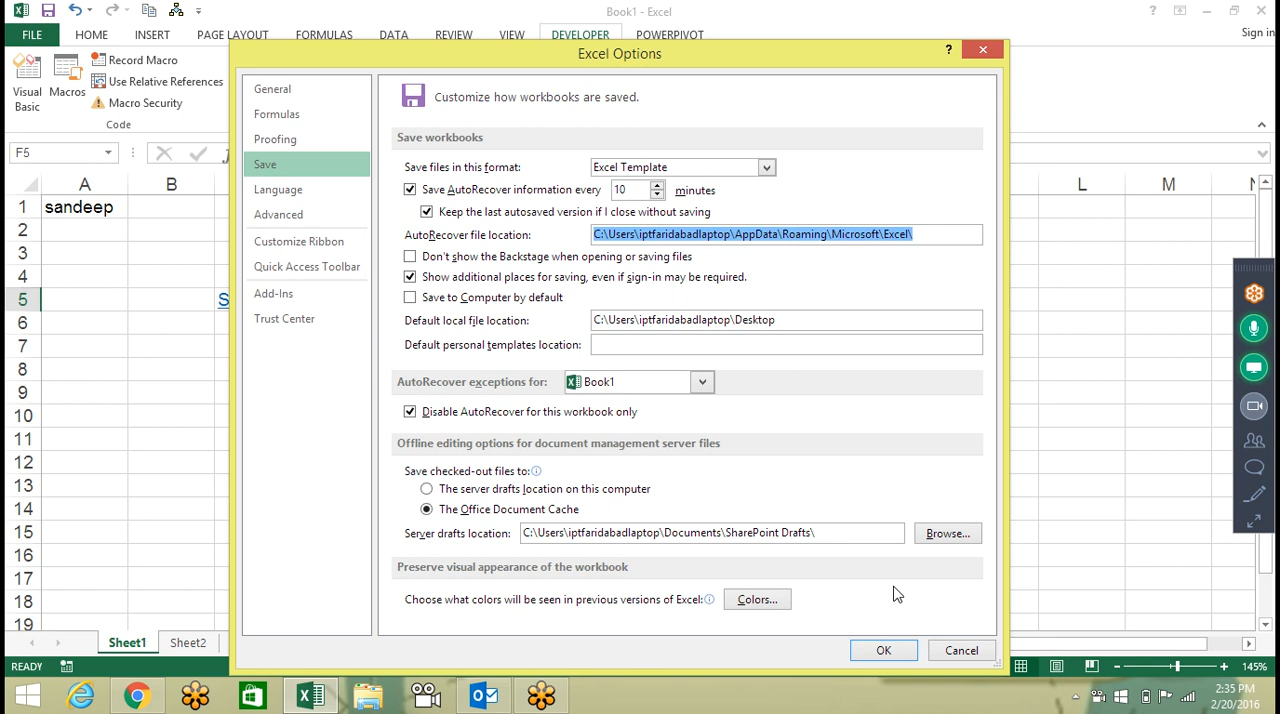 Book1 - Excel
FILE HOME INSERT PAGE LAYOUT FORMULAS DATA REVIEW VIEW DEVELOPER POWERPIVOT Sign in
Excel Options
Visual Basic
Macros
Record Macro
Use Relative References
Macro Security
Code
F5
A B L M N
1 sandeep
2
3
4
5 S
6
7
8
9
10
11
12
13
14
15
16
17
18
19
General
Formulas
Proofing
Save
Language
Advanced
Customize Ribbon
Quick Access Toolbar
Add-Ins
Trust Center
Customize how workbooks are saved.
Save workbooks
Save files in this format: Excel Template
Save AutoRecover information every 10 minutes
Keep the last autosaved version if I close without saving
AutoRecover file location: C:\Users\iptfaridabadlaptop\AppData\Roaming\Microsoft\Excel\
Don't show the Backstage when opening or saving files
Show additional places for saving, even if sign-in may be required.
Save to Computer by default
Default local file location: C:\Users\iptfaridabadlaptop\Desktop
Default personal templates location:
AutoRecover exceptions for: Book1
Disable AutoRecover for this workbook only
Offline editing options for document management server files
Save checked-out files to:
The server drafts location on this computer
The Office Document Cache
Server drafts location: C:\Users\iptfaridabadlaptop\Documents\SharePoint Drafts\ Browse...
Preserve visual appearance of the workbook
Choose what colors will be seen in previous versions of Excel: Colors...
OK Cancel
Sheet1 Sheet2
READY 145%
2:35 PM
2/20/2016